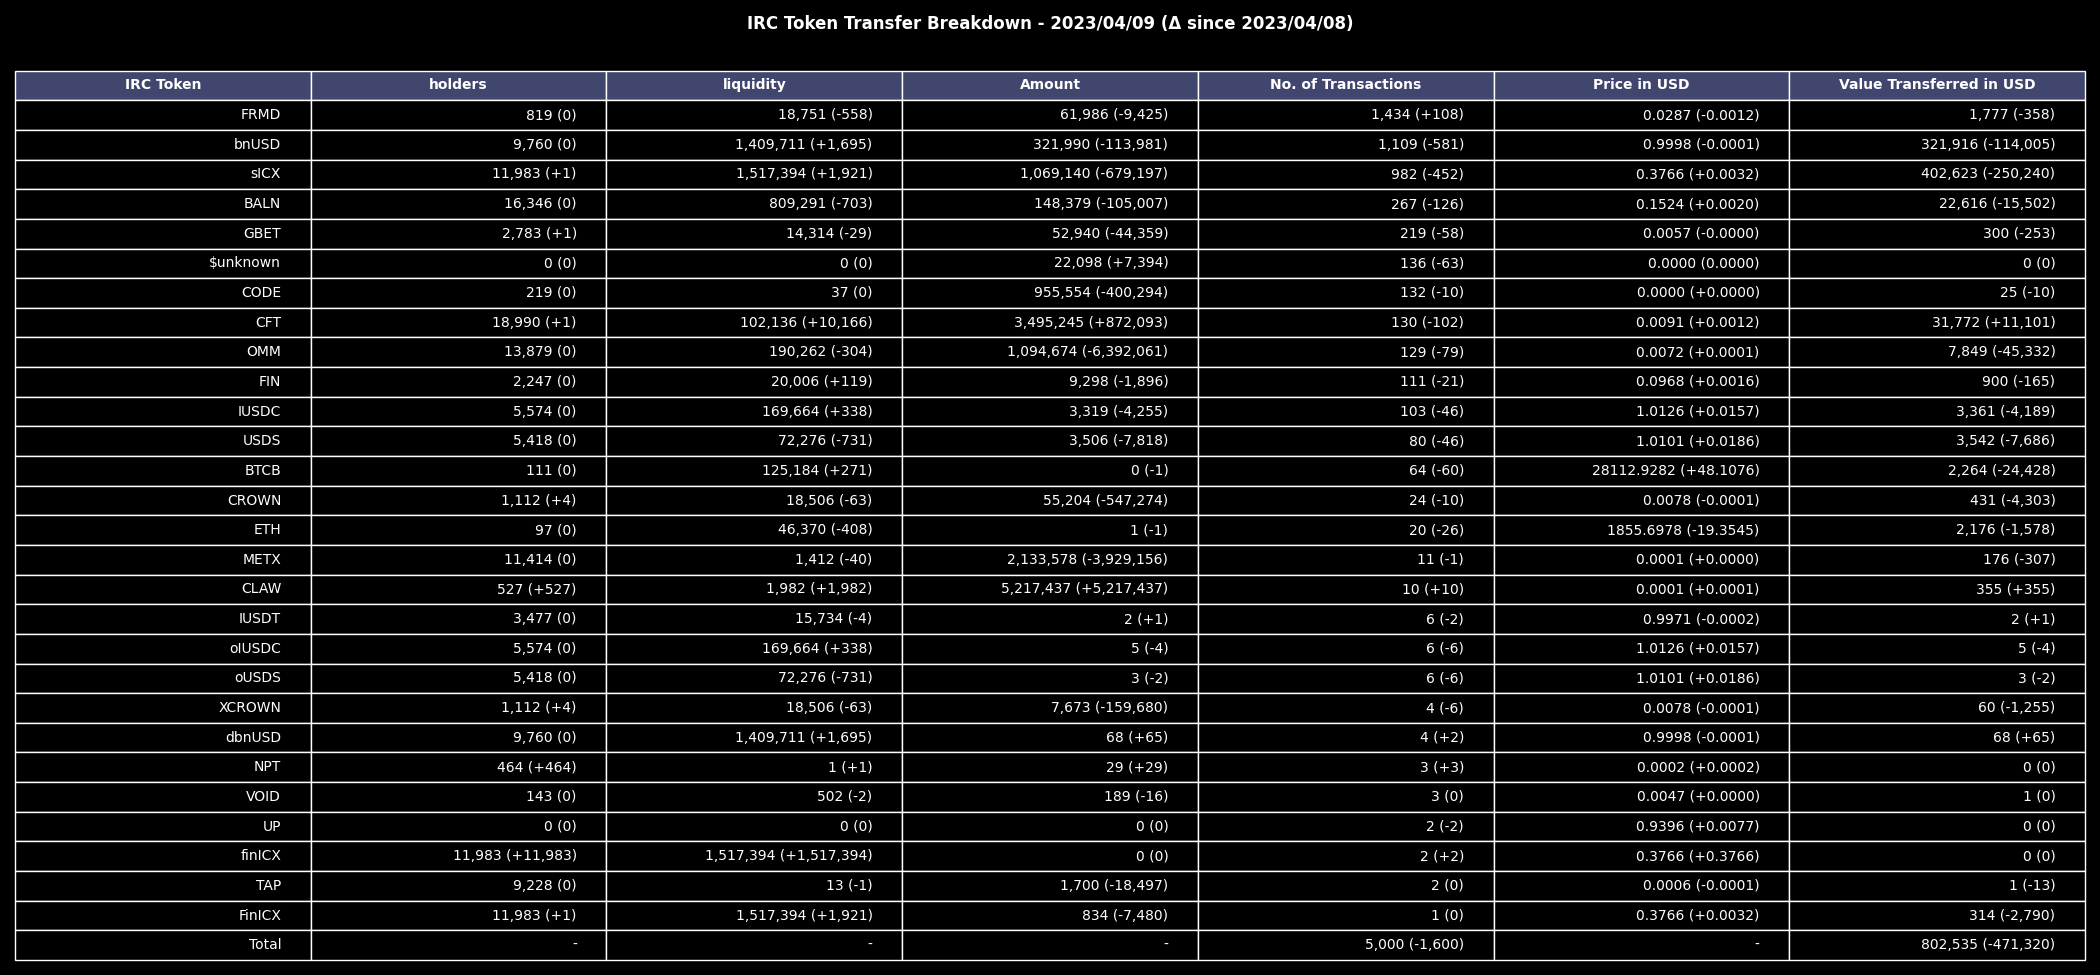 IRC Token Transfer Breakdown - 2023/04/09 (Δ since 2023/04/08)
IRC Token holders liquidity Amount No. of Transactions Price in USD Value Transferred in USD
FRMD 819 (0) 18,751 (-558) 61,986 (-9,425) 1,434 (+108) 0.0287 (-0.0012) 1,777 (-358)
bnUSD 9,760 (0) 1,409,711 (+1,695) 321,990 (-113,981) 1,109 (-581) 0.9998 (-0.0001) 321,916 (-114,005)
sICX 11,983 (+1) 1,517,394 (+1,921) 1,069,140 (-679,197) 982 (-452) 0.3766 (+0.0032) 402,623 (-250,240)
BALN 16,346 (0) 809,291 (-703) 148,379 (-105,007) 267 (-126) 0.1524 (+0.0020) 22,616 (-15,502)
GBET 2,783 (+1) 14,314 (-29) 52,940 (-44,359) 219 (-58) 0.0057 (-0.0000) 300 (-253)
$unknown 0 (0) 0 (0) 22,098 (+7,394) 136 (-63) 0.0000 (0.0000) 0 (0)
CODE 219 (0) 37 (0) 955,554 (-400,294) 132 (-10) 0.0000 (+0.0000) 25 (-10)
CFT 18,990 (+1) 102,136 (+10,166) 3,495,245 (+872,093) 130 (-102) 0.0091 (+0.0012) 31,772 (+11,101)
OMM 13,879 (0) 190,262 (-304) 1,094,674 (-6,392,061) 129 (-79) 0.0072 (+0.0001) 7,849 (-45,332)
FIN 2,247 (0) 20,006 (+119) 9,298 (-1,896) 111 (-21) 0.0968 (+0.0016) 900 (-165)
IUSDC 5,574 (0) 169,664 (+338) 3,319 (-4,255) 103 (-46) 1.0126 (+0.0157) 3,361 (-4,189)
USDS 5,418 (0) 72,276 (-731) 3,506 (-7,818) 80 (-46) 1.0101 (+0.0186) 3,542 (-7,686)
BTCB 111 (0) 125,184 (+271) 0 (-1) 64 (-60) 28112.9282 (+48.1076) 2,264 (-24,428)
CROWN 1,112 (+4) 18,506 (-63) 55,204 (-547,274) 24 (-10) 0.0078 (-0.0001) 431 (-4,303)
ETH 97 (0) 46,370 (-408) 1 (-1) 20 (-26) 1855.6978 (-19.3545) 2,176 (-1,578)
METX 11,414 (0) 1,412 (-40) 2,133,578 (-3,929,156) 11 (-1) 0.0001 (+0.0000) 176 (-307)
CLAW 527 (+527) 1,982 (+1,982) 5,217,437 (+5,217,437) 10 (+10) 0.0001 (+0.0001) 355 (+355)
IUSDT 3,477 (0) 15,734 (-4) 2 (+1) 6 (-2) 0.9971 (-0.0002) 2 (+1)
oIUSDC 5,574 (0) 169,664 (+338) 5 (-4) 6 (-6) 1.0126 (+0.0157) 5 (-4)
oUSDS 5,418 (0) 72,276 (-731) 3 (-2) 6 (-6) 1.0101 (+0.0186) 3 (-2)
XCROWN 1,112 (+4) 18,506 (-63) 7,673 (-159,680) 4 (-6) 0.0078 (-0.0001) 60 (-1,255)
dbnUSD 9,760 (0) 1,409,711 (+1,695) 68 (+65) 4 (+2) 0.9998 (-0.0001) 68 (+65)
NPT 464 (+464) 1 (+1) 29 (+29) 3 (+3) 0.0002 (+0.0002) 0 (0)
VOID 143 (0) 502 (-2) 189 (-16) 3 (0) 0.0047 (+0.0000) 1 (0)
UP 0 (0) 0 (0) 0 (0) 2 (-2) 0.9396 (+0.0077) 0 (0)
finICX 11,983 (+11,983) 1,517,394 (+1,517,394) 0 (0) 2 (+2) 0.3766 (+0.3766) 0 (0)
TAP 9,228 (0) 13 (-1) 1,700 (-18,497) 2 (0) 0.0006 (-0.0001) 1 (-13)
FinICX 11,983 (+1) 1,517,394 (+1,921) 834 (-7,480) 1 (0) 0.3766 (+0.0032) 314 (-2,790)
Total - - - 5,000 (-1,600) - 802,535 (-471,320)